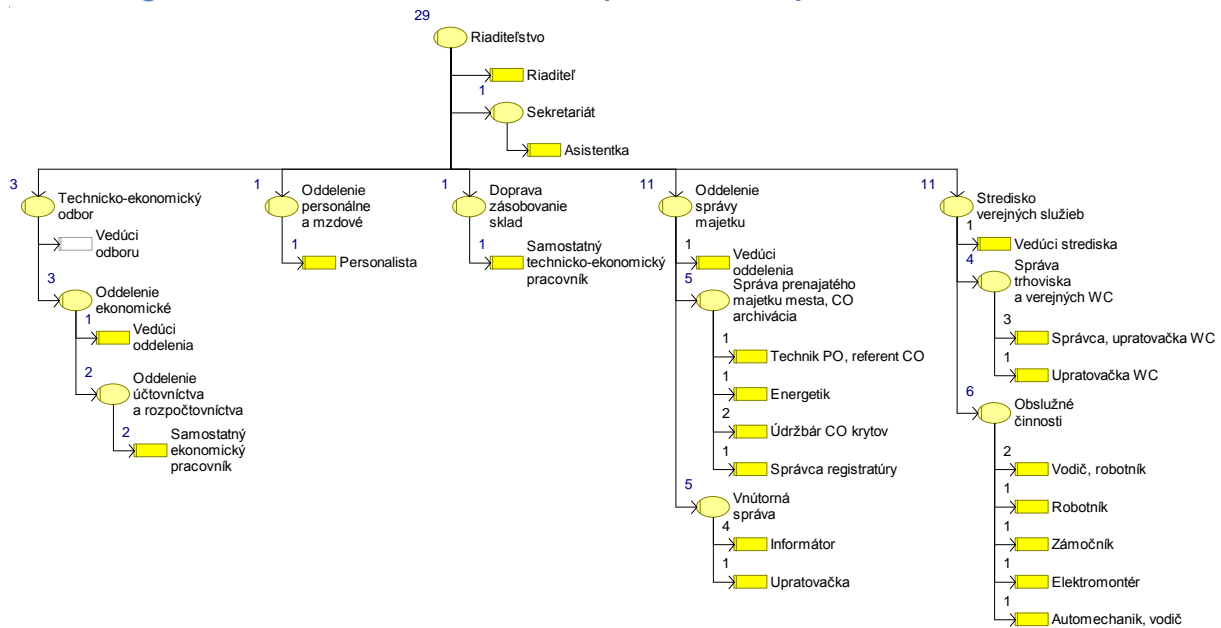 29
Riaditeľstvo
Riaditeľ
1
Sekretariát
Asistentka
3
Technicko-ekonomický
odbor
Vedúci
odboru
3
Oddelenie
ekonomické
1
Vedúci
oddelenia
2
Oddelenie
účtovníctva
a rozpočtovníctva
2
Samostatný
ekonomický
pracovník
1
Oddelenie
personálne
a mzdové
1
Personalista
1
Doprava
zásobovanie
sklad
1
Samostatný
technicko-ekonomický
pracovník
11
Oddelenie
správy
majetku
1
Vedúci
oddelenia
5
Správa prenajatého
majetku mesta, CO
archivácia
1
Technik PO, referent CO
1
Energetik
2
Údržbár CO krytov
1
Správca registratúry
5
Vnútorná
správa
4
Informátor
1
Upratovačka
11
Stredisko
verejných služieb
1
Vedúci strediska
4
Správa
trhoviska
a verejných WC
3
Správca, upratovačka WC
1
Upratovačka WC
6
Obslužné
činnosti
2
Vodič, robotník
1
Robotník
1
Zámočník
1
Elektromontér
1
Automechanik, vodič